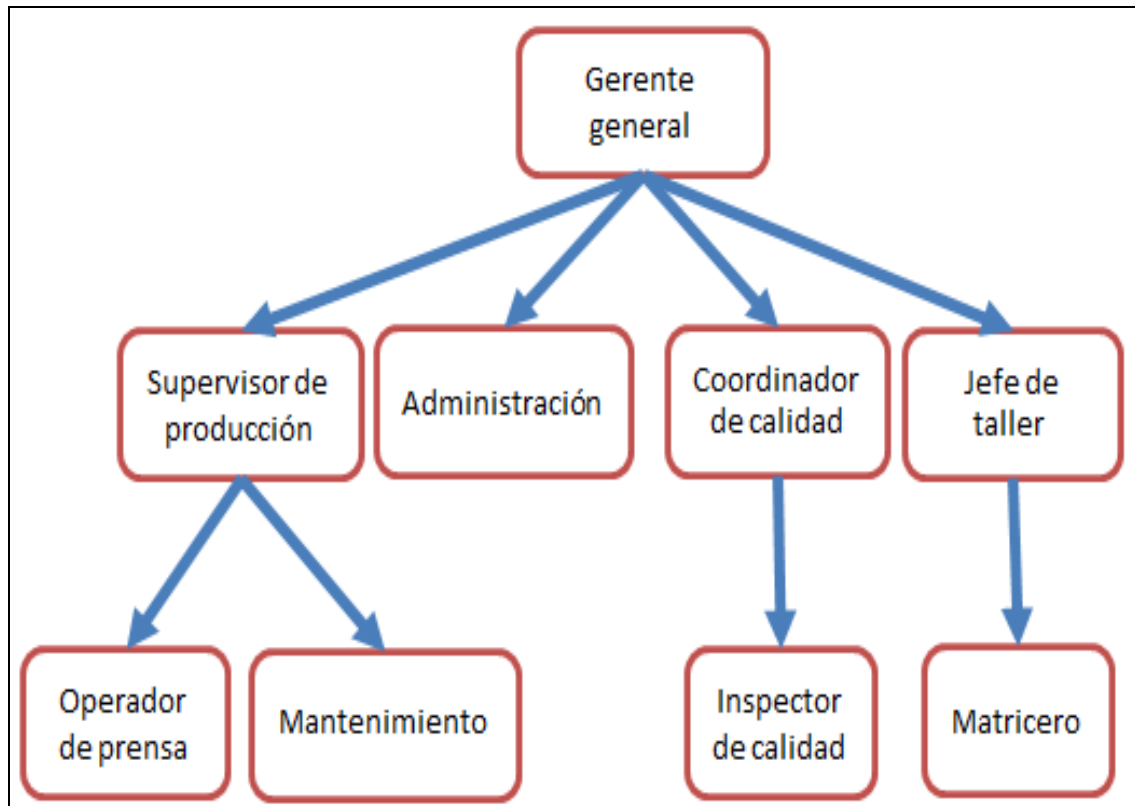 Gerente
general
Supervisor de
producción
Administración
Coordinador
de calidad
Jefe de
taller
Operador
de prensa
Mantenimiento
Inspector
de calidad
Matricero